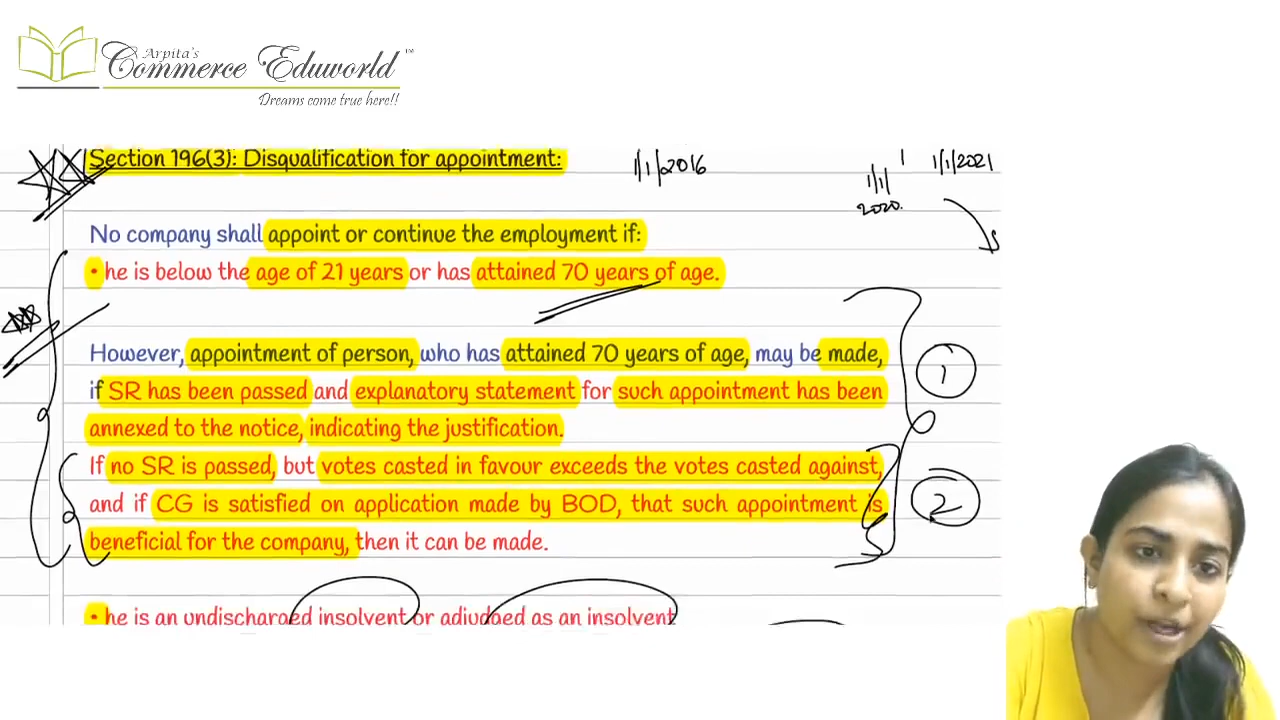 Arpita's
Commerce Eduworld™
Dreams come true here!!
Section 196(3): Disqualification for appointment:
1/1/2016
1/1/2021
1/1/
2020.
No company shall appoint or continue the employment if:
• he is below the age of 21 years or has attained 70 years of age.
However, appointment of person, who has attained 70 years of age, may be made,
if SR has been passed and explanatory statement for such appointment has been
annexed to the notice, indicating the justification.
1
If no SR is passed, but votes casted in favour exceeds the votes casted against,
and if CG is satisfied on application made by BOD, that such appointment is
beneficial for the company, then it can be made.
2
• he is an undischarged insolvent or adjudged as an insolvent